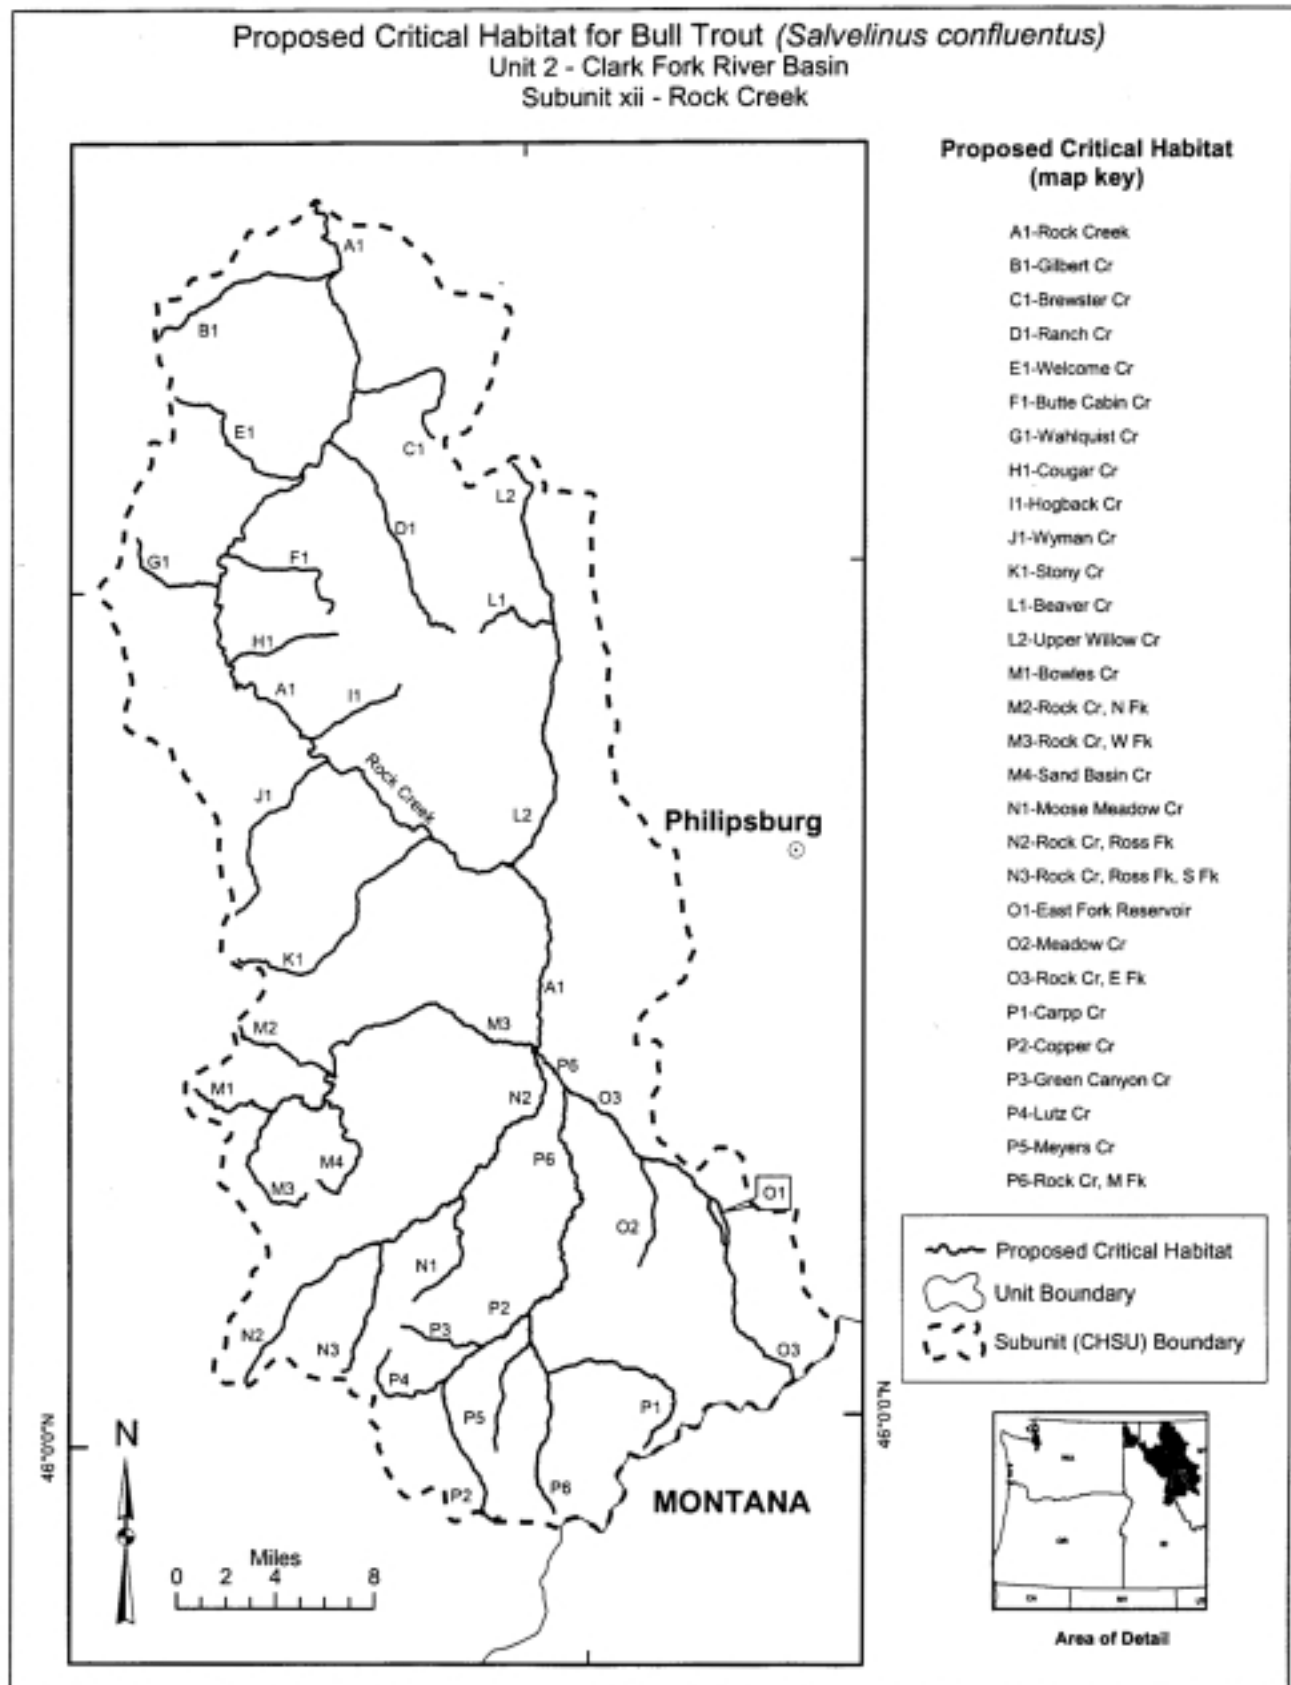 Proposed Critical Habitat for Bull Trout (Salvelinus confluentus)
Unit 2 - Clark Fork River Basin
Subunit xii - Rock Creek
Proposed Critical Habitat
(map key)
A1-Rock Creek
B1-Gilbert Cr
C1-Brewster Cr
D1-Ranch Cr
E1-Welcome Cr
F1-Butte Cabin Cr
G1-Wahlquist Cr
H1-Cougar Cr
I1-Hogback Cr
J1-Wyman Cr
K1-Stony Cr
L1-Beaver Cr
L2-Upper Willow Cr
M1-Bowles Cr
M2-Rock Cr, N Fk
M3-Rock Cr, W Fk
M4-Sand Basin Cr
N1-Moose Meadow Cr
N2-Rock Cr, Ross Fk
N3-Rock Cr, Ross Fk, S Fk
O1-East Fork Reservoir
O2-Meadow Cr
O3-Rock Cr, E Fk
P1-Carpp Cr
P2-Copper Cr
P3-Green Canyon Cr
P4-Lutz Cr
P5-Meyers Cr
P6-Rock Cr, M Fk
Proposed Critical Habitat
Unit Boundary
Subunit (CHSU) Boundary
Area of Detail
A1
B1
E1
C1
L2
D1
G1
F1
L1
H1
A1
I1
Rock Creek
J1
L2
Philipsburg
K1
A1
M2
M3
P6
M1
N2
O3
M4
P6
M3
O1
O2
N1
P2
N2
N3
P3
O3
P4
P5
P1
P2
P6
MONTANA
46°0'0"N
46°0'0"N
N
Miles
0 2 4 8